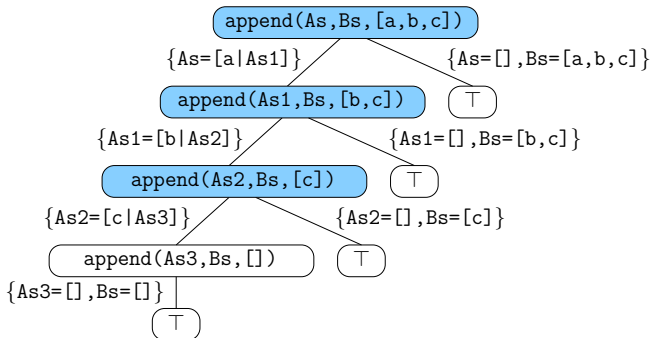 append(As,Bs,[a,b,c])
{As=[a|As1]} {As=[],Bs=[a,b,c]}
append(As1,Bs,[b,c]) ⊤
{As1=[b|As2]} {As1=[],Bs=[b,c]}
append(As2,Bs,[c]) ⊤
{As2=[c|As3]} {As2=[],Bs=[c]}
append(As3,Bs,[]) ⊤
{As3=[],Bs=[]}
⊤